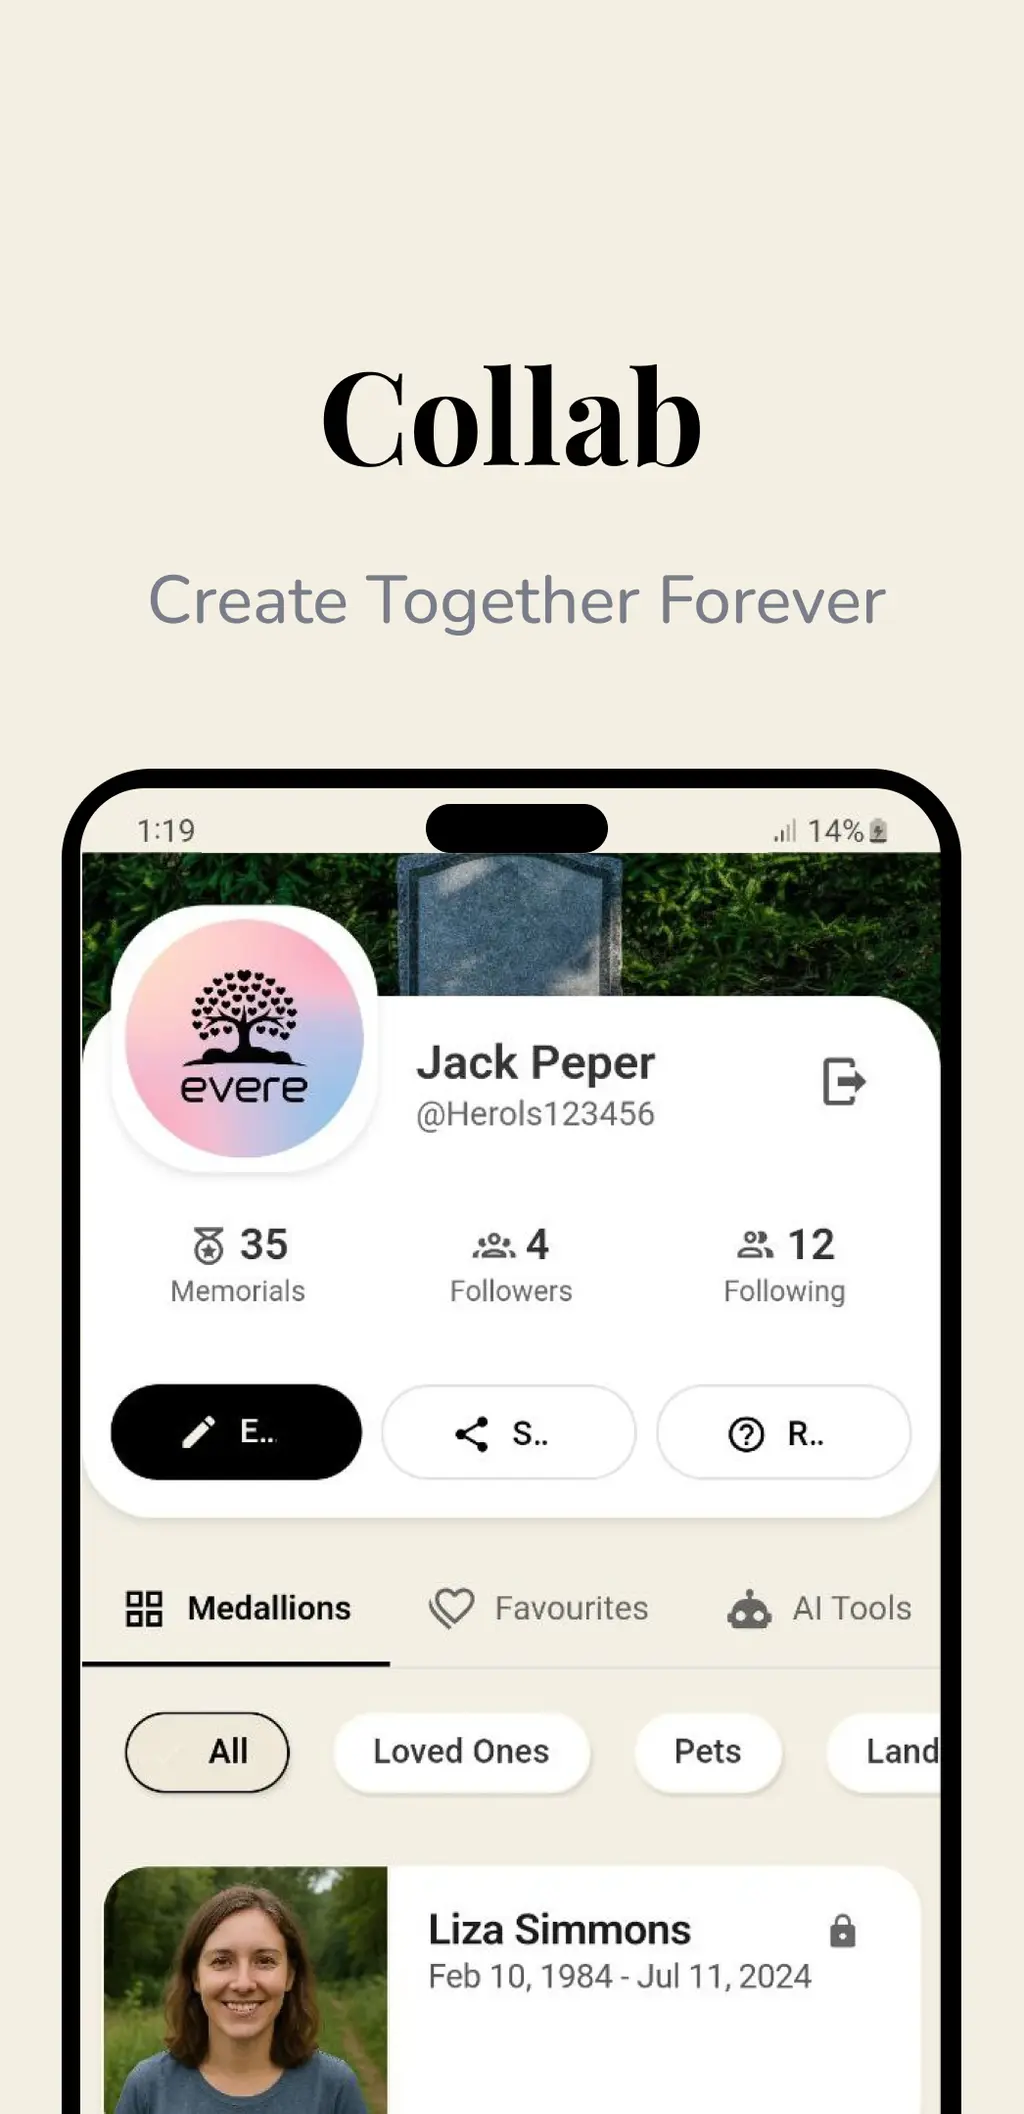 Collab
Create Together Forever
1:19
14%
evere
Jack Peper
@Herols123456
35
4
12
Memorials
Followers
Following
E..
S..
R..
Medallions
Favourites
AI Tools
All
Loved Ones
Pets
Land
Liza Simmons
Feb 10, 1984 - Jul 11, 2024